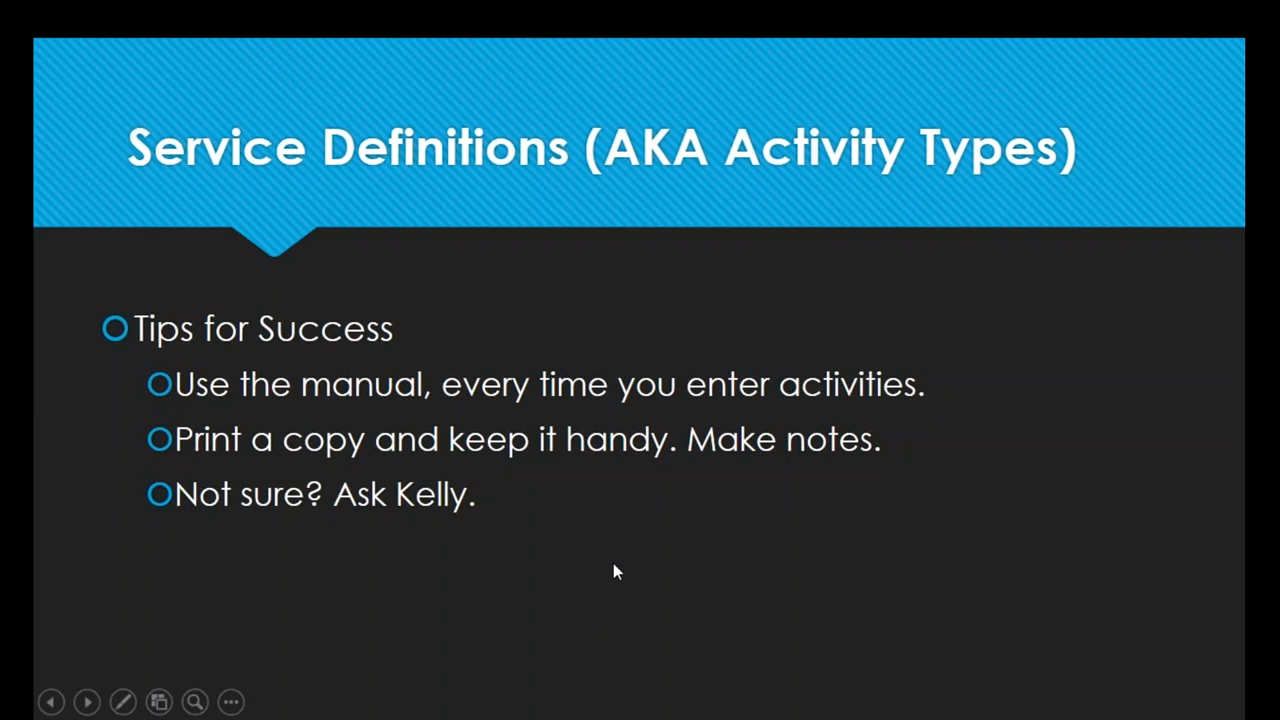 Service Definitions (AKA Activity Types)
Tips for Success
Use the manual, every time you enter activities.
Print a copy and keep it handy. Make notes.
Not sure? Ask Kelly.